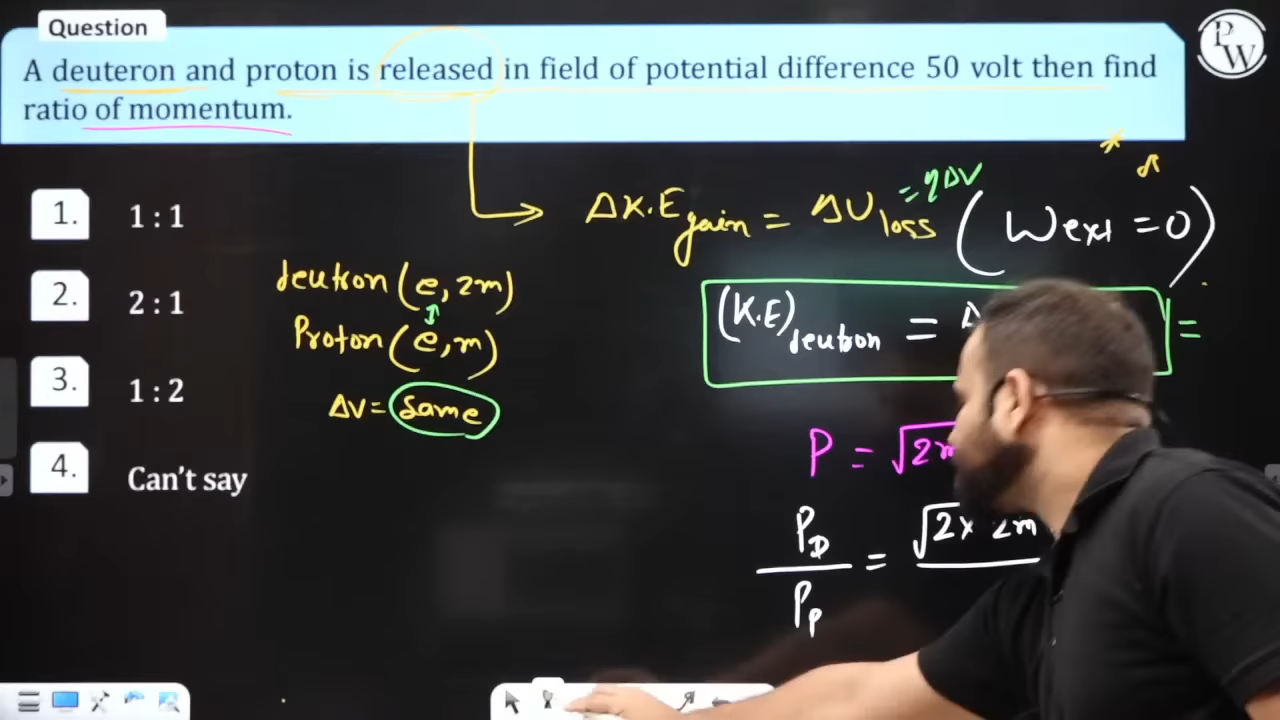 Question
A deuteron and proton is released in field of potential difference 50 volt then find
ratio of momentum.
PW
1. 1 : 1
2. 2 : 1
3. 1 : 2
4. Can't say
ΔK.E gain = ΔU loss = qΔV (Wext = 0)
deutron (e, 2m)
Proton (e, m)
ΔV = Same
(K.E) deutron = =
P = √2m
P_D / P_P = √2 × 2m